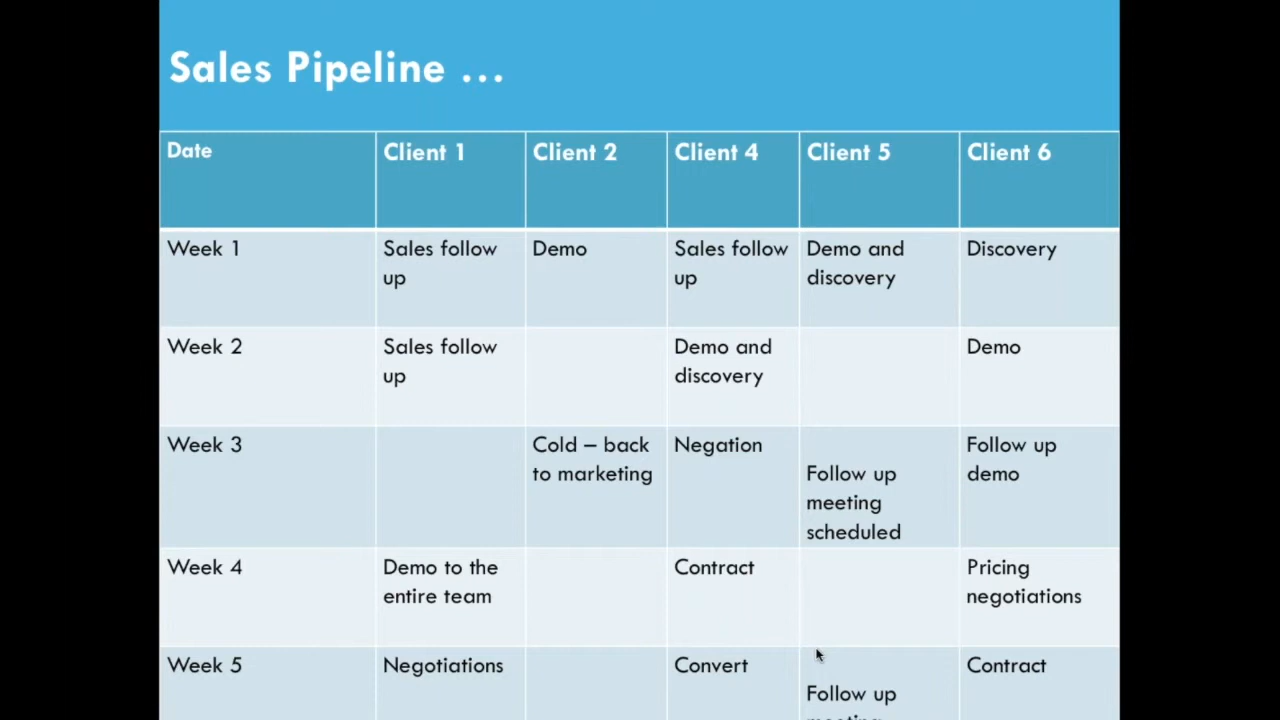 Sales Pipeline ...
Date Client 1 Client 2 Client 4 Client 5 Client 6
Week 1 Sales follow Demo Sales follow Demo and Discovery
up up discovery
Week 2 Sales follow Demo and Demo
up discovery
Week 3 Cold – back Negation Follow up
to marketing Follow up demo
meeting
scheduled
Week 4 Demo to the Contract Pricing
entire team negotiations
Week 5 Negotiations Convert Contract
Follow up